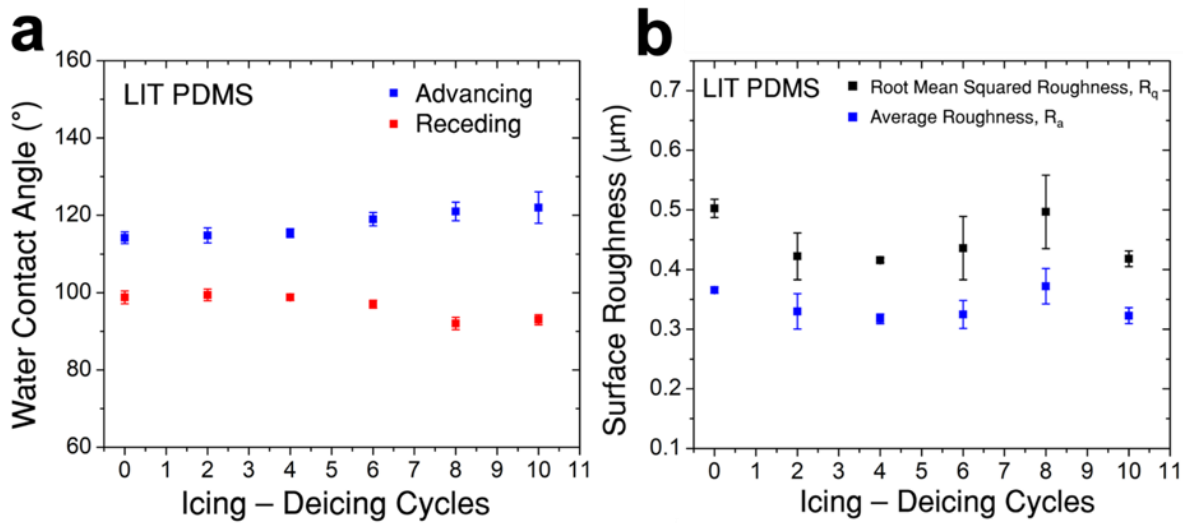 a
160
140
120
100
80
60
Water Contact Angle (°)
LIT PDMS
Advancing
Receding
0 1 2 3 4 5 6 7 8 9 10 11
Icing – Deicing Cycles
b
0.7
0.6
0.5
0.4
0.3
0.2
0.1
Surface Roughness (μm)
LIT PDMS
Root Mean Squared Roughness, Rq
Average Roughness, Ra
0 1 2 3 4 5 6 7 8 9 10 11
Icing – Deicing Cycles